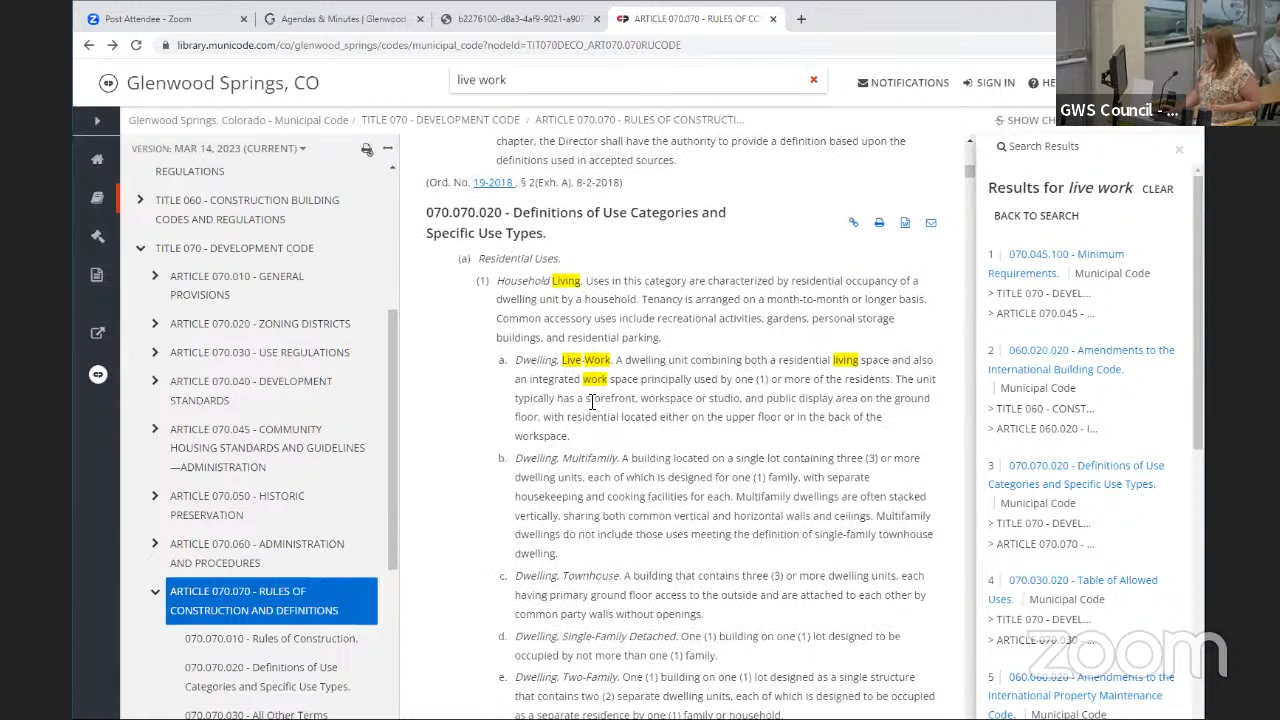 Post Attendee - Zoom
Agendas & Minutes | Glenwood
b2276100-d8a3-4af9-9021-a907
ARTICLE 070.070 - RULES OF CO
library.municode.com/co/glenwood_springs/codes/municipal_code?nodeId=TIT070DECO_ART070.070RUCODE
Glenwood Springs, CO
live work
NOTIFICATIONS
SIGN IN
HE
GWS Council - ...
Glenwood Springs, Colorado - Municipal Code / TITLE 070 - DEVELOPMENT CODE / ARTICLE 070.070 - RULES OF CONSTRUCTI...
SHOW CH
VERSION: MAR 14, 2023 (CURRENT)
REGULATIONS
TITLE 060 - CONSTRUCTION BUILDING
CODES AND REGULATIONS
TITLE 070 - DEVELOPMENT CODE
ARTICLE 070.010 - GENERAL
PROVISIONS
ARTICLE 070.020 - ZONING DISTRICTS
ARTICLE 070.030 - USE REGULATIONS
ARTICLE 070.040 - DEVELOPMENT
STANDARDS
ARTICLE 070.045 - COMMUNITY
HOUSING STANDARDS AND GUIDELINES
—ADMINISTRATION
ARTICLE 070.050 - HISTORIC
PRESERVATION
ARTICLE 070.060 - ADMINISTRATION
AND PROCEDURES
ARTICLE 070.070 - RULES OF
CONSTRUCTION AND DEFINITIONS
070.070.010 - Rules of Construction.
070.070.020 - Definitions of Use
Categories and Specific Use Types.
070.070.030 - All Other Terms
chapter, the Director shall have the authority to provide a definition based upon the
definitions used in accepted sources.
(Ord. No. 19-2018 , § 2(Exh. A), 8-2-2018)
070.070.020 - Definitions of Use Categories and
Specific Use Types.
(a) Residential Uses.
(1) Household Living. Uses in this category are characterized by residential occupancy of a
dwelling unit by a household. Tenancy is arranged on a month-to-month or longer basis.
Common accessory uses include recreational activities, gardens, personal storage
buildings, and residential parking.
a. Dwelling, Live-Work. A dwelling unit combining both a residential living space and also
an integrated work space principally used by one (1) or more of the residents. The unit
typically has a storefront, workspace or studio, and public display area on the ground
floor, with residential located either on the upper floor or in the back of the
workspace.
b. Dwelling, Multifamily. A building located on a single lot containing three (3) or more
dwelling units, each of which is designed for one (1) family, with separate
housekeeping and cooking facilities for each. Multifamily dwellings are often stacked
vertically, sharing both common vertical and horizontal walls and ceilings. Multifamily
dwellings do not include those uses meeting the definition of single-family townhouse
dwelling.
c. Dwelling, Townhouse. A building that contains three (3) or more dwelling units, each
having primary ground floor access to the outside and are attached to each other by
common party walls without openings.
d. Dwelling, Single-Family Detached. One (1) building on one (1) lot designed to be
occupied by not more than one (1) family.
e. Dwelling, Two-Family. One (1) building on one (1) lot designed as a single structure
that contains two (2) separate dwelling units, each of which is designed to be occupied
as a separate residence by one (1) family or household.
Search Results
Results for live work CLEAR
BACK TO SEARCH
1 070.045.100 - Minimum
Requirements. Municipal Code
> TITLE 070 - DEVEL...
> ARTICLE 070.045 - ...
2 060.020.020 - Amendments to the
International Building Code.
Municipal Code
> TITLE 060 - CONST...
> ARTICLE 060.020 - I...
3 070.070.020 - Definitions of Use
Categories and Specific Use Types.
Municipal Code
> TITLE 070 - DEVEL...
> ARTICLE 070.070 - ...
4 070.030.020 - Table of Allowed
Uses. Municipal Code
> TITLE 070 - DEVEL...
> ARTICLE 070.030 - ...
5 060.060.020 - Amendments to the
International Property Maintenance
Code. Municipal Code
zoom